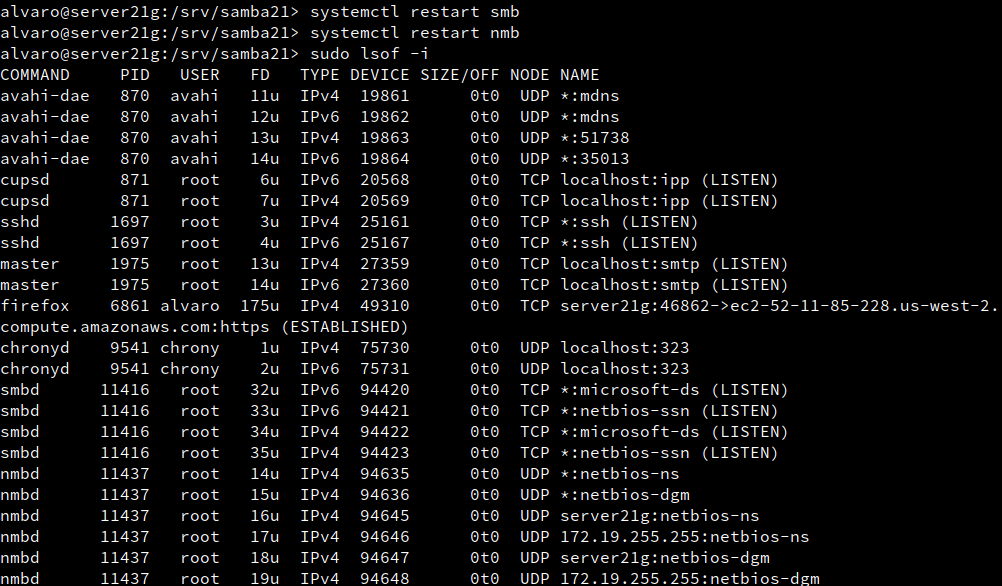 alvaro@server21g:/srv/samba21> systemctl restart smb
alvaro@server21g:/srv/samba21> systemctl restart nmb
alvaro@server21g:/srv/samba21> sudo lsof -i
COMMAND     PID   USER   FD   TYPE DEVICE SIZE/OFF NODE NAME
avahi-dae   870  avahi   11u  IPv4  19861      0t0  UDP *:mdns
avahi-dae   870  avahi   12u  IPv6  19862      0t0  UDP *:mdns
avahi-dae   870  avahi   13u  IPv4  19863      0t0  UDP *:51738
avahi-dae   870  avahi   14u  IPv6  19864      0t0  UDP *:35013
cupsd       871   root    6u  IPv6  20568      0t0  TCP localhost:ipp (LISTEN)
cupsd       871   root    7u  IPv4  20569      0t0  TCP localhost:ipp (LISTEN)
sshd       1697   root    3u  IPv4  25161      0t0  TCP *:ssh (LISTEN)
sshd       1697   root    4u  IPv6  25167      0t0  TCP *:ssh (LISTEN)
master     1975   root   13u  IPv4  27359      0t0  TCP localhost:smtp (LISTEN)
master     1975   root   14u  IPv6  27360      0t0  TCP localhost:smtp (LISTEN)
firefox    6861 alvaro  175u  IPv4  49310      0t0  TCP server21g:46862->ec2-52-11-85-228.us-west-2.
compute.amazonaws.com:https (ESTABLISHED)
chronyd    9541 chrony    1u  IPv4  75730      0t0  UDP localhost:323
chronyd    9541 chrony    2u  IPv6  75731      0t0  UDP localhost:323
smbd      11416   root   32u  IPv6  94420      0t0  TCP *:microsoft-ds (LISTEN)
smbd      11416   root   33u  IPv6  94421      0t0  TCP *:netbios-ssn (LISTEN)
smbd      11416   root   34u  IPv4  94422      0t0  TCP *:microsoft-ds (LISTEN)
smbd      11416   root   35u  IPv4  94423      0t0  TCP *:netbios-ssn (LISTEN)
nmbd      11437   root   14u  IPv4  94635      0t0  UDP *:netbios-ns
nmbd      11437   root   15u  IPv4  94636      0t0  UDP *:netbios-dgm
nmbd      11437   root   16u  IPv4  94645      0t0  UDP server21g:netbios-ns
nmbd      11437   root   17u  IPv4  94646      0t0  UDP 172.19.255.255:netbios-ns
nmbd      11437   root   18u  IPv4  94647      0t0  UDP server21g:netbios-dgm
nmbd      11437   root   19u  IPv4  94648      0t0  UDP 172.19.255.255:netbios-dgm